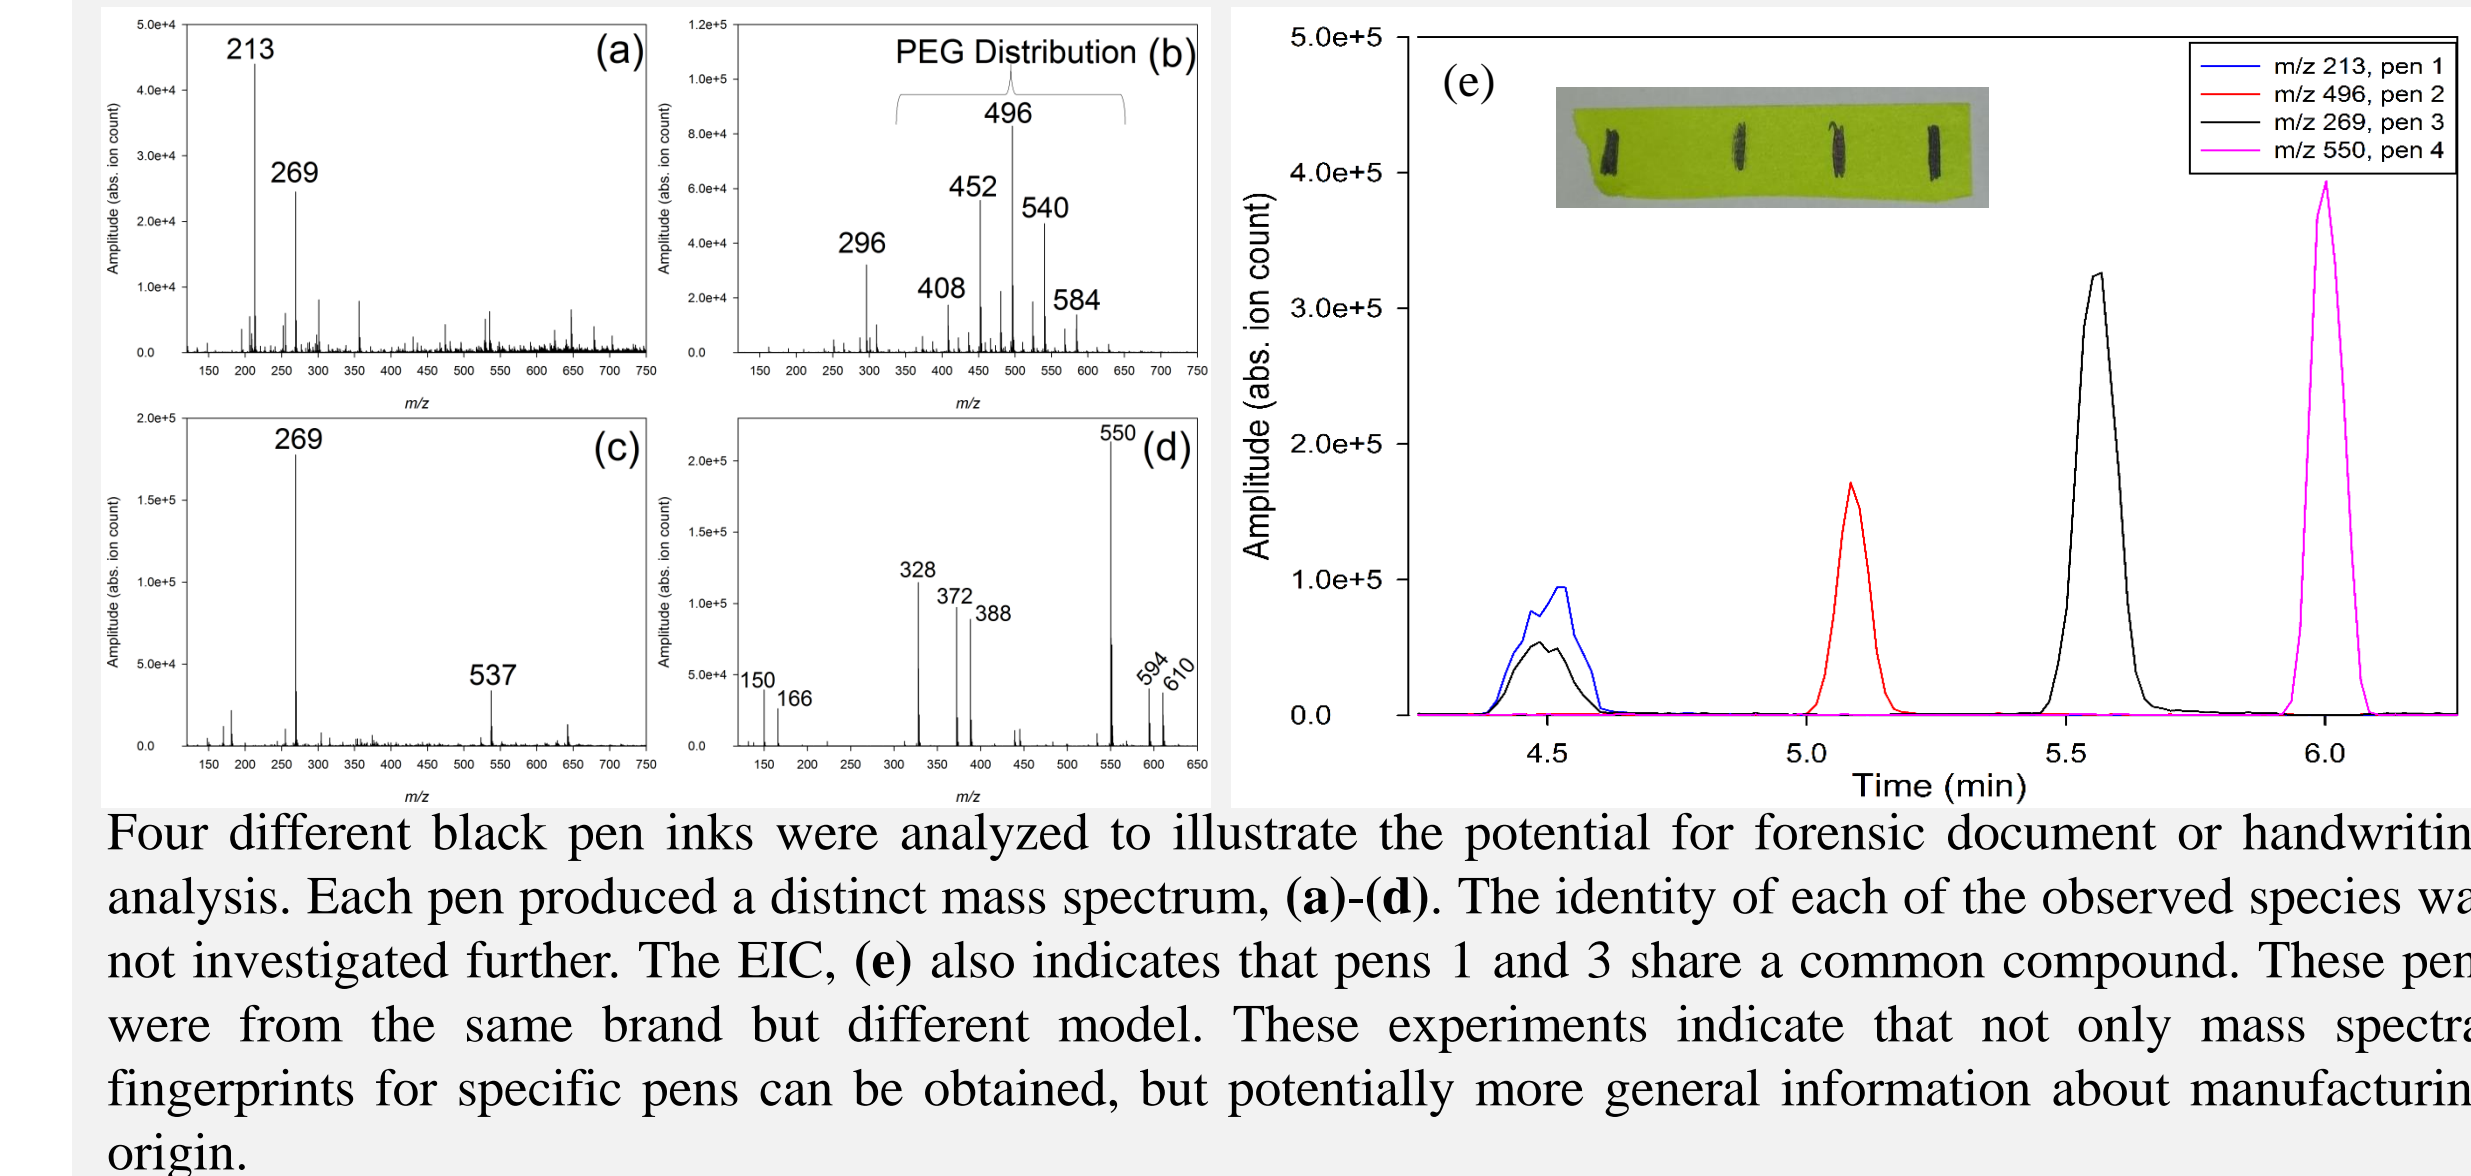 5.0e+4
4.0e+4
3.0e+4
2.0e+4
1.0e+4
0.0
Amplitude (abs. ion count)
213
269
(a)
150 200 250 300 350 400 450 500 550 600 650 700 750
m/z
1.2e+5
1.0e+5
8.0e+4
6.0e+4
4.0e+4
2.0e+4
0.0
Amplitude (abs. ion count)
PEG Distribution (b)
496
452
540
296
408
584
150 200 250 300 350 400 450 500 550 600 650 700 750
m/z
2.0e+5
1.5e+5
1.0e+5
5.0e+4
0.0
Amplitude (abs. ion count)
269
(c)
537
150 200 250 300 350 400 450 500 550 600 650 700 750
m/z
2.0e+5
1.5e+5
1.0e+5
5.0e+4
0.0
Amplitude (abs. ion count)
550
(d)
328
372
388
150
166
594
610
150 200 250 300 350 400 450 500 550 600 650
m/z
5.0e+5
4.0e+5
3.0e+5
2.0e+5
1.0e+5
0.0
Amplitude (abs. ion count)
(e)
m/z 213, pen 1
m/z 496, pen 2
m/z 269, pen 3
m/z 550, pen 4
4.5 5.0 5.5 6.0
Time (min)
Four different black pen inks were analyzed to illustrate the potential for forensic document or handwritin
analysis. Each pen produced a distinct mass spectrum, (a)-(d). The identity of each of the observed species wa
not investigated further. The EIC, (e) also indicates that pens 1 and 3 share a common compound. These pen
were from the same brand but different model. These experiments indicate that not only mass spectra
fingerprints for specific pens can be obtained, but potentially more general information about manufacturin
origin.